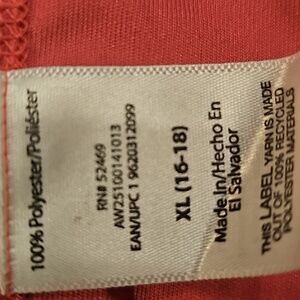 100% Polyester/Poliéster
RN# 52469
AW25100141013
EAN/UPC 1 9620312099
XL (16-18)
Made In/Hecho En
El Salvador
THIS LABEL YARN IS MADE
OUT OF 100% RECYCLED
POLYESTER MATERIALS